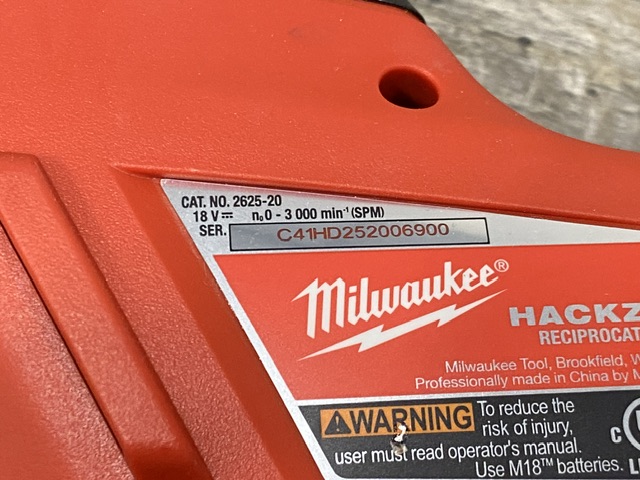 CAT. NO. 2625-20
18 V⎓ n₀ 0 - 3 000 min⁻¹ (SPM)
SER. C41HD252006900
Milwaukee®
Milwaukee Tool, Brookfield,
Professionally made in China by
⚠WARNING To reduce the
risk of injury,
user must read operator's manual.
Use M18™ batteries.
C